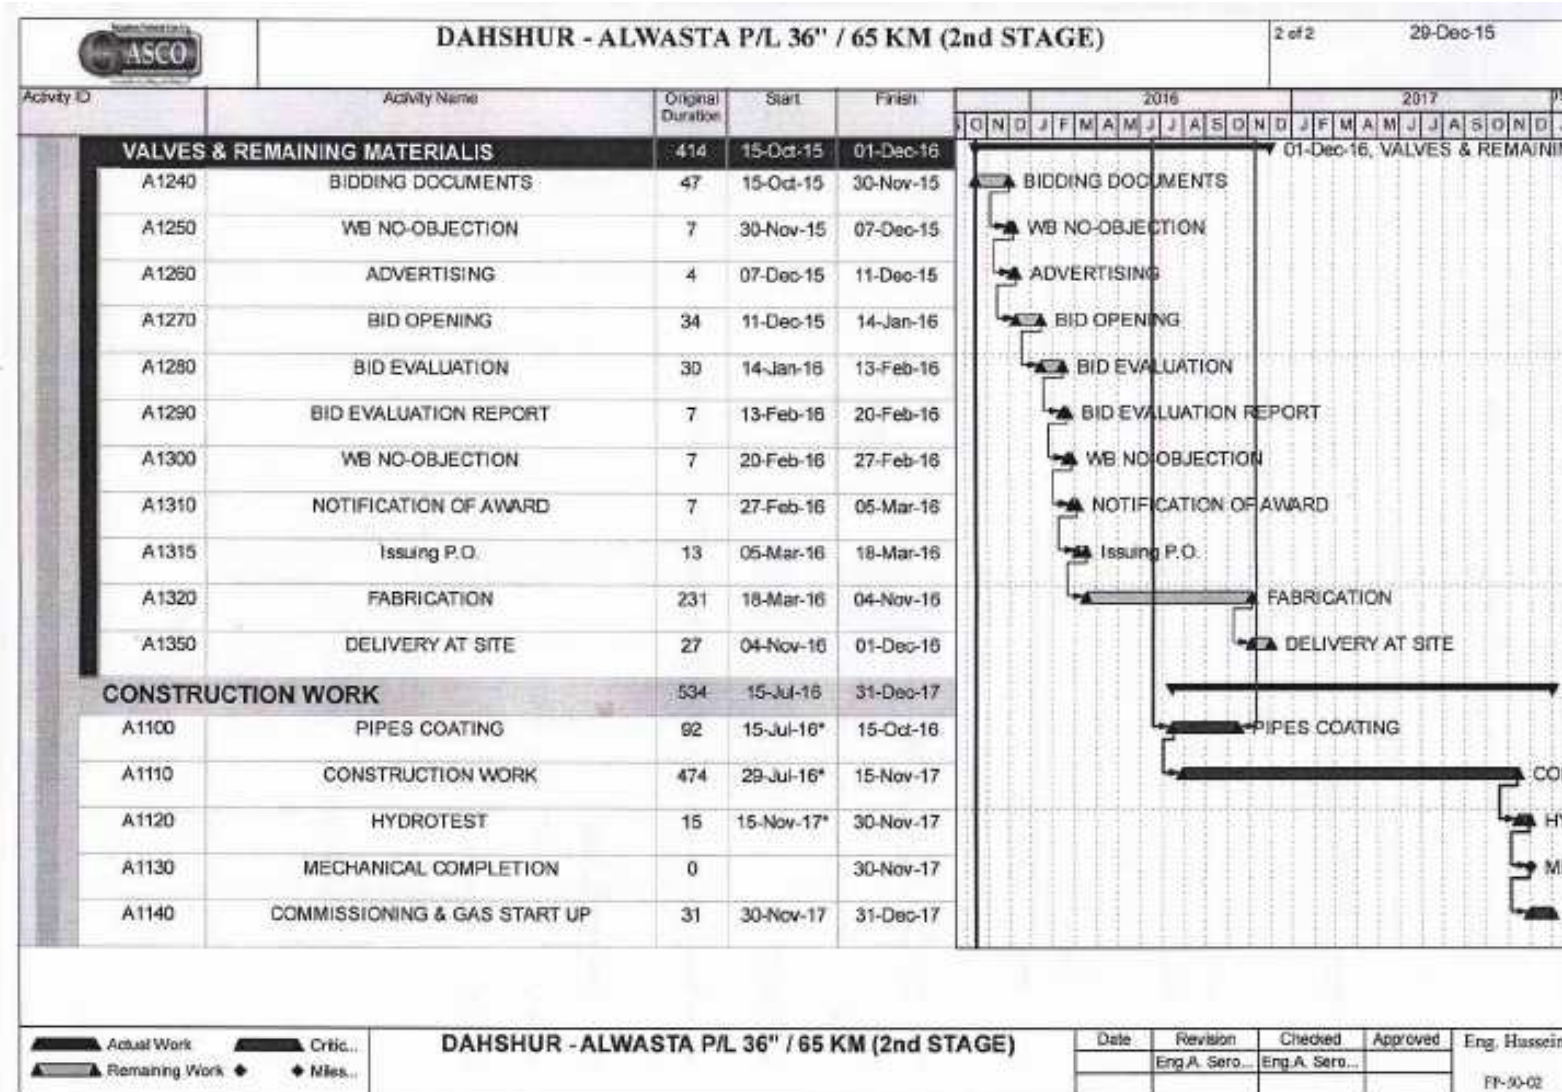 ASCO
DAHSHUR - ALWASTA P/L 36" / 65 KM (2nd STAGE)
2 of 2
29-Dec-15
Activity ID Activity Name Original Duration Start Finish 2016 2017
O N D J F M A M J J A S O N D J F M A M J J A S O N D
VALVES & REMAINING MATERIALIS 414 15-Oct-15 01-Dec-16 01-Dec-16, VALVES & REMAININ
A1240 BIDDING DOCUMENTS 47 15-Oct-15 30-Nov-15 BIDDING DOCUMENTS
A1250 WB NO-OBJECTION 7 30-Nov-15 07-Dec-15 WB NO-OBJECTION
A1260 ADVERTISING 4 07-Dec-15 11-Dec-15 ADVERTISING
A1270 BID OPENING 34 11-Dec-15 14-Jan-16 BID OPENING
A1280 BID EVALUATION 30 14-Jan-16 13-Feb-16 BID EVALUATION
A1290 BID EVALUATION REPORT 7 13-Feb-16 20-Feb-16 BID EVALUATION REPORT
A1300 WB NO-OBJECTION 7 20-Feb-16 27-Feb-16 WB NO-OBJECTION
A1310 NOTIFICATION OF AWARD 7 27-Feb-16 05-Mar-16 NOTIFICATION OF AWARD
A1315 Issuing P.O. 13 05-Mar-16 18-Mar-16 Issuing P.O.
A1320 FABRICATION 231 18-Mar-16 04-Nov-16 FABRICATION
A1350 DELIVERY AT SITE 27 04-Nov-16 01-Dec-16 DELIVERY AT SITE
CONSTRUCTION WORK 534 15-Jul-16 31-Dec-17
A1100 PIPES COATING 92 15-Jul-16* 15-Oct-16 PIPES COATING
A1110 CONSTRUCTION WORK 474 29-Jul-16* 15-Nov-17 CO
A1120 HYDROTEST 15 15-Nov-17* 30-Nov-17 HY
A1130 MECHANICAL COMPLETION 0 30-Nov-17 M
A1140 COMMISSIONING & GAS START UP 31 30-Nov-17 31-Dec-17
Actual Work Critic...
Remaining Work Miles...
DAHSHUR - ALWASTA P/L 36" / 65 KM (2nd STAGE)
Date Revision Checked Approved
Eng.A. Sero... Eng.A. Sero...
Eng. Hussein
FP-50-02